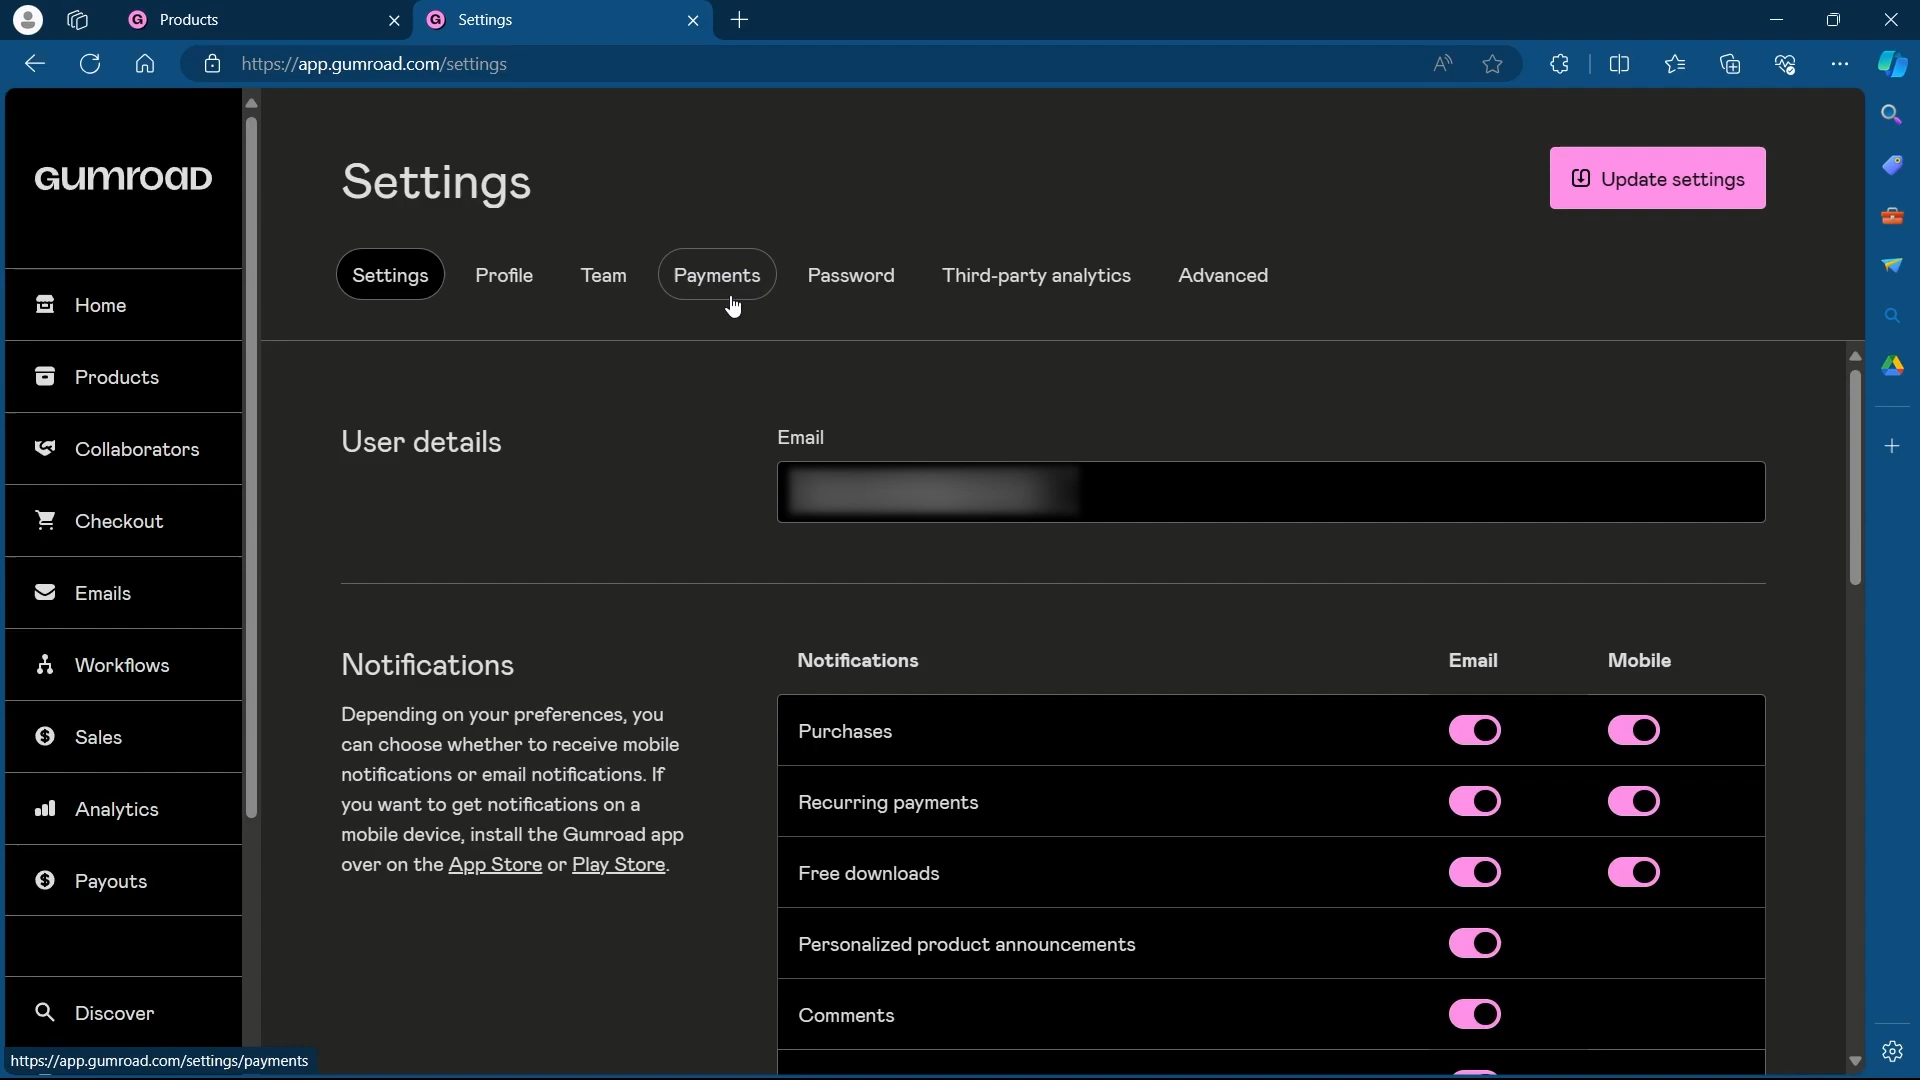 Products
Settings
https://app.gumroad.com/settings
GUMROAD
Home
Products
Collaborators
Checkout
Emails
Workflows
Sales
Analytics
Payouts
Discover
https://app.gumroad.com/settings/payments
Settings
Update settings
Settings
Profile
Team
Payments
Password
Third-party analytics
Advanced
User details
Email
Notifications
Depending on your preferences, you
can choose whether to receive mobile
notifications or email notifications. If
you want to get notifications on a
mobile device, install the Gumroad app
over on the App Store or Play Store.
Notifications Email Mobile
Purchases
Recurring payments
Free downloads
Personalized product announcements
Comments